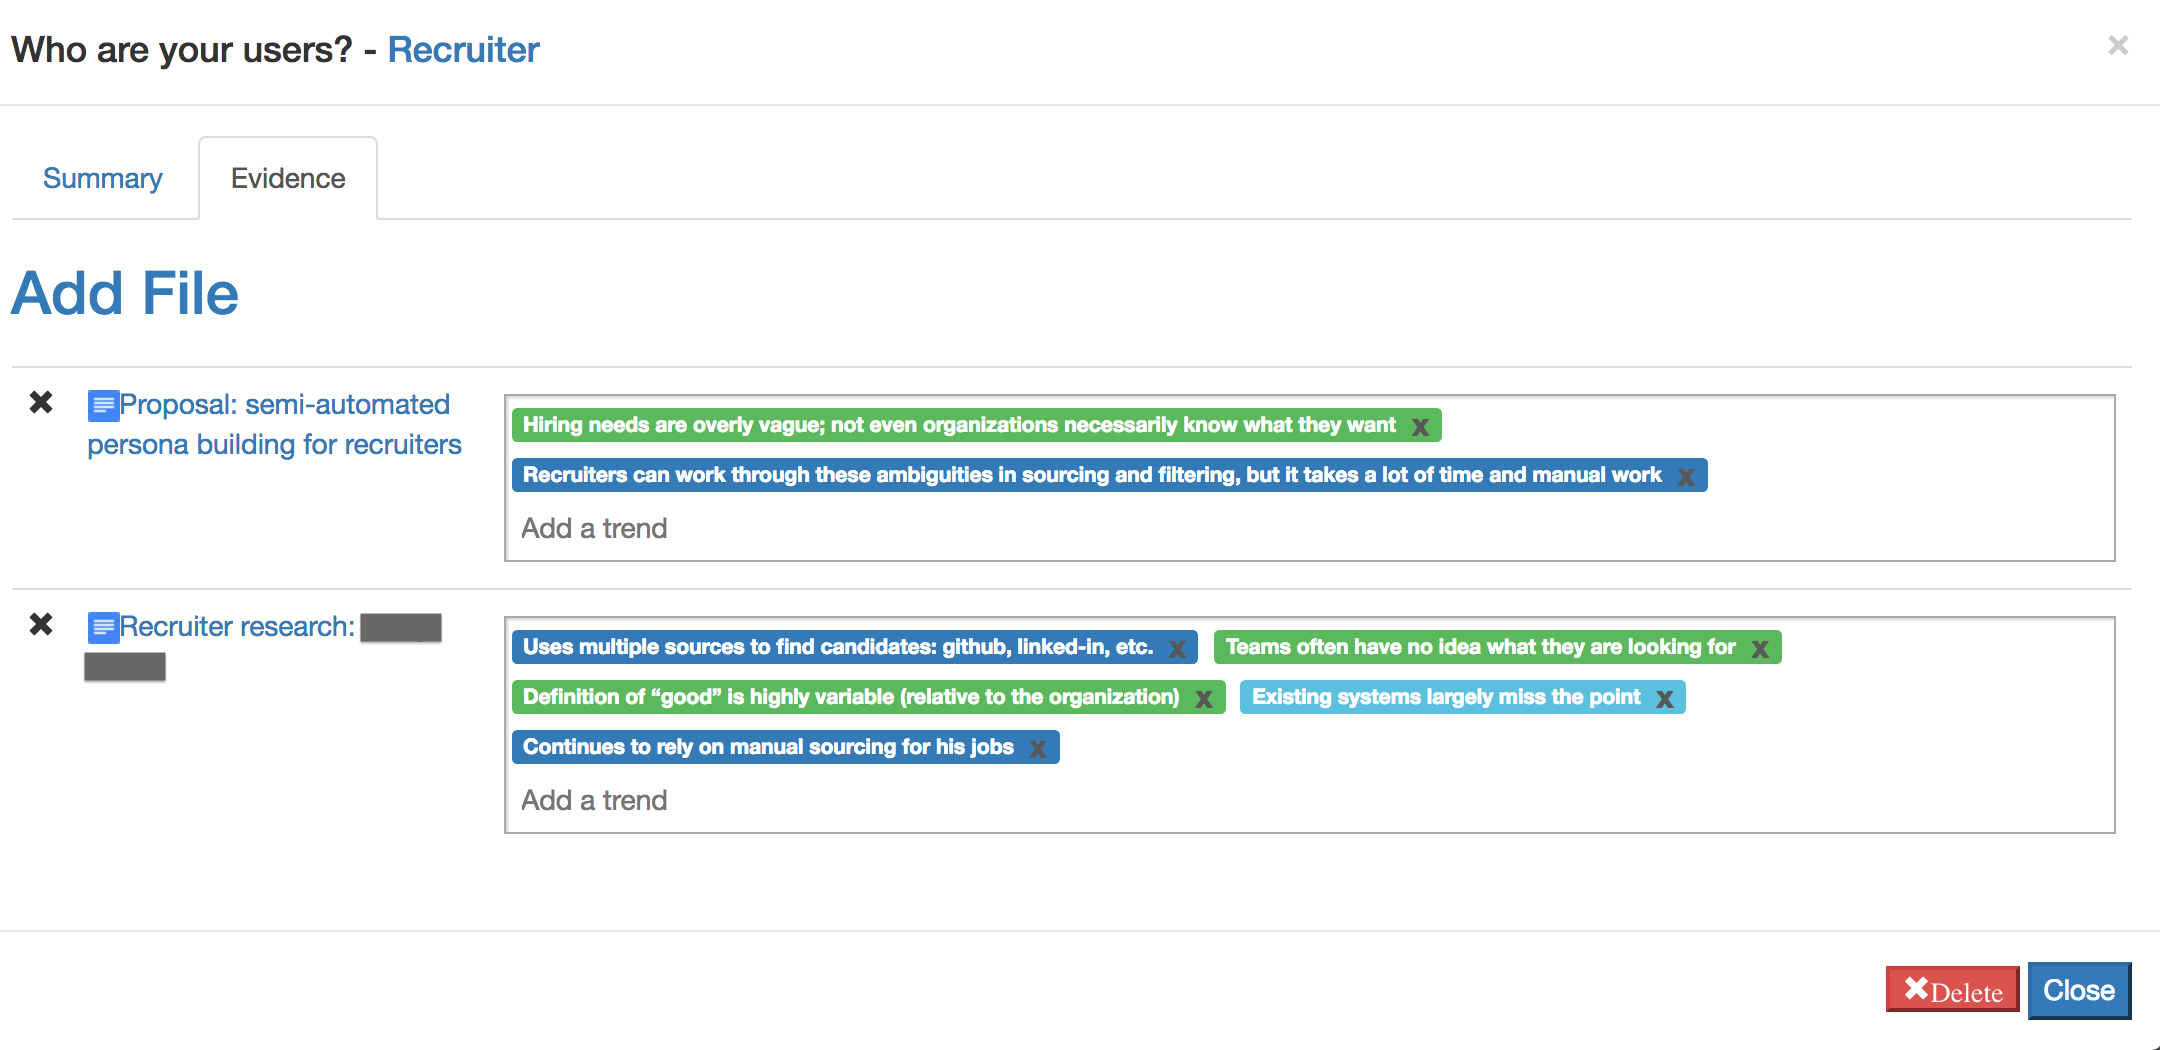 Who are your users? - Recruiter
×
Summary
Evidence
Add File
Proposal: semi-automated
persona building for recruiters
Hiring needs are overly vague; not even organizations necessarily know what they want x
Recruiters can work through these ambiguities in sourcing and filtering, but it takes a lot of time and manual work x
Add a trend
Recruiter research:
Uses multiple sources to find candidates: github, linked-in, etc. x
Teams often have no idea what they are looking for x
Definition of “good” is highly variable (relative to the organization) x
Existing systems largely miss the point x
Continues to rely on manual sourcing for his jobs x
Add a trend
Delete
Close